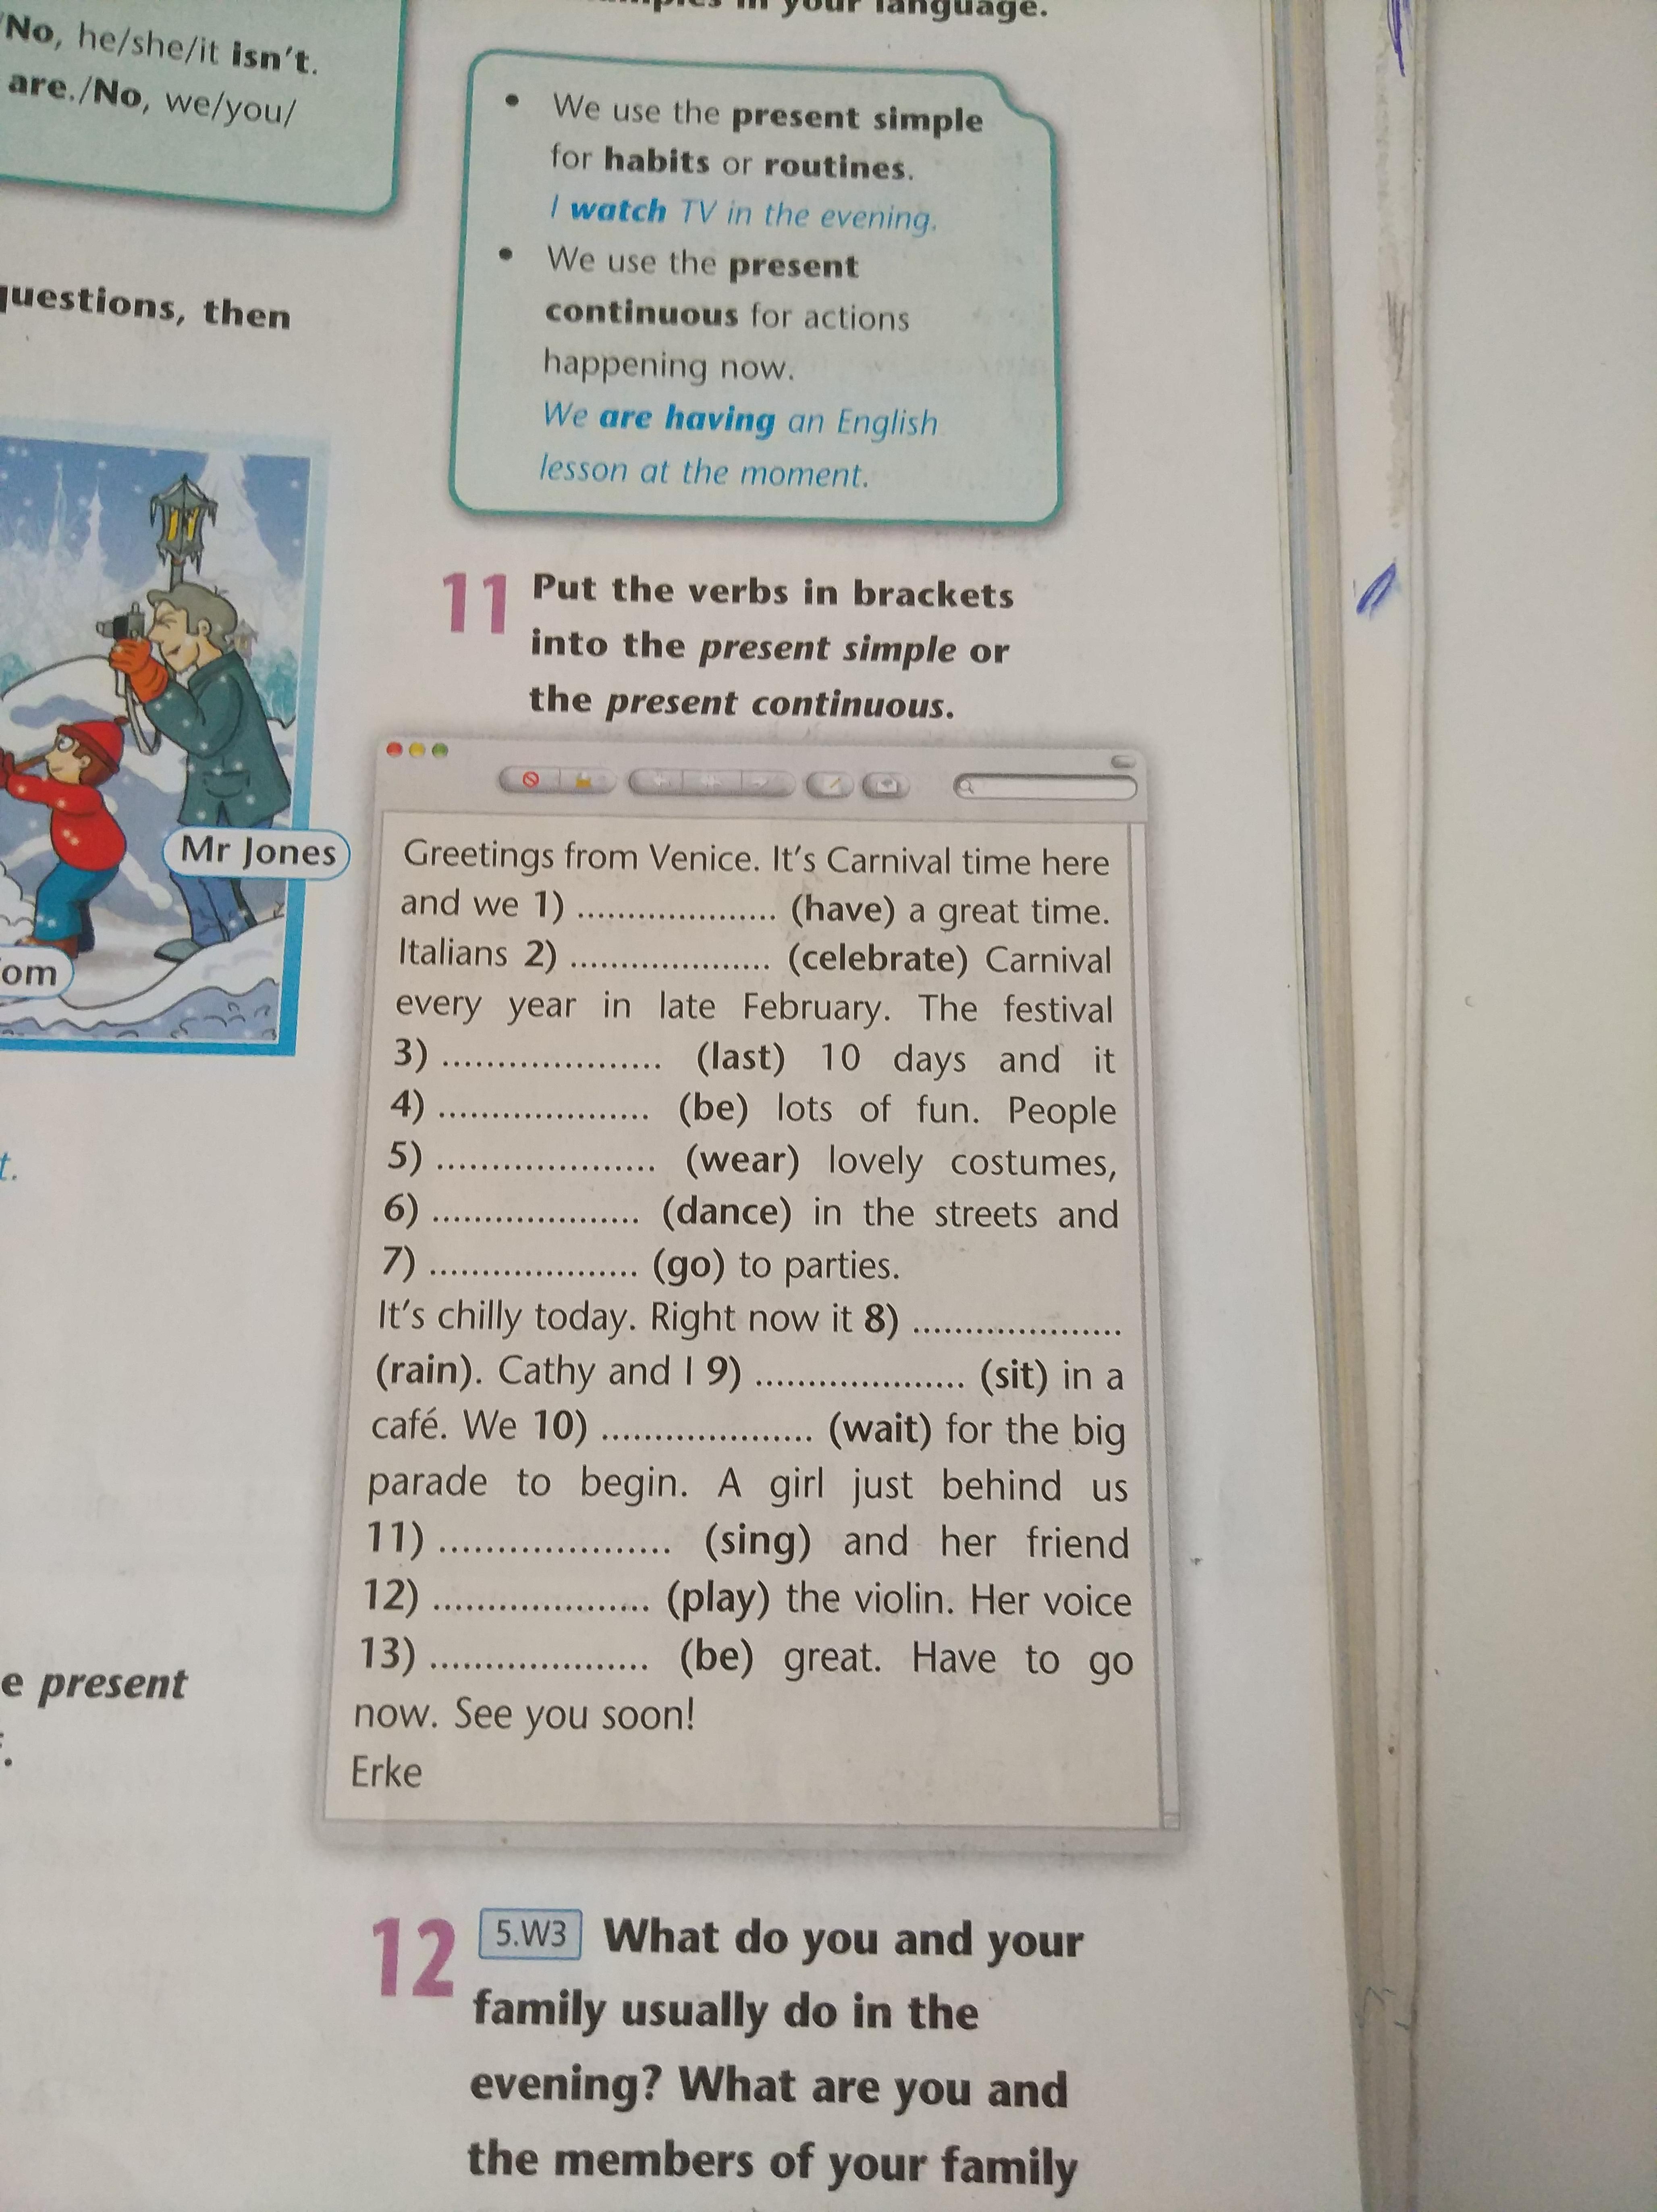 No, he/she/it isn't.
are./No, we/you/
questions, then
Mr Jones
om
t.
e present
in your language.
• We use the present simple
for habits or routines.
I watch TV in the evening.
• We use the present
continuous for actions
happening now.
We are having an English
lesson at the moment.
11 Put the verbs in brackets
into the present simple or
the present continuous.
Greetings from Venice. It's Carnival time here
and we 1) .................... (have) a great time.
Italians 2) .................... (celebrate) Carnival
every year in late February. The festival
3) .................... (last) 10 days and it
4) .................... (be) lots of fun. People
5) .................... (wear) lovely costumes,
6) .................... (dance) in the streets and
7) .................... (go) to parties.
It's chilly today. Right now it 8) ....................
(rain). Cathy and I 9) .................... (sit) in a
café. We 10) .................... (wait) for the big
parade to begin. A girl just behind us
11) .................... (sing) and her friend
12) .................... (play) the violin. Her voice
13) .................... (be) great. Have to go
now. See you soon!
Erke
12 5.W3 What do you and your
family usually do in the
evening? What are you and
the members of your family